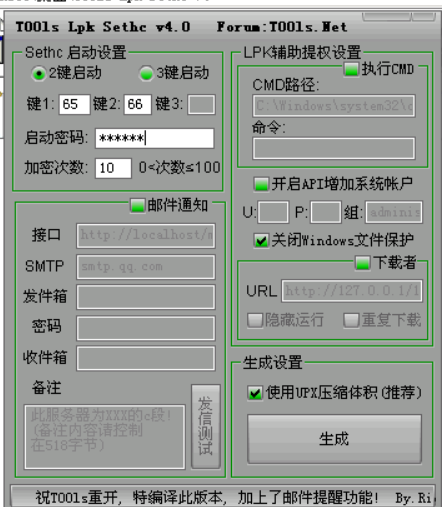 T00ls Lpk Sethc v4.0 Forum:T00ls.Net
Sethc 启动设置
2键启动 3键启动
键1: 65 键2: 66 键3:
启动密码: ******
加密次数: 10 0<次数≤100
邮件通知
接口 http://localhost/
SMTP smtp.qq.com
发件箱
密码
收件箱
备注
此服务器为XXX的c段!
(备注内容请控制
在518字节)
发信测试
LPK辅助提权设置
执行CMD
CMD路径:
C:\Windows\system32\c
命令:
开启API增加系统帐户
U: P: 组: adminis
关闭Windows文件保护
下载者
URL http://127.0.0.1/1
隐藏运行 重复下载
生成设置
使用UPX压缩体积(推荐)
生成
祝T00ls重开, 特编译此版本, 加上了邮件提醒功能! By.Ri